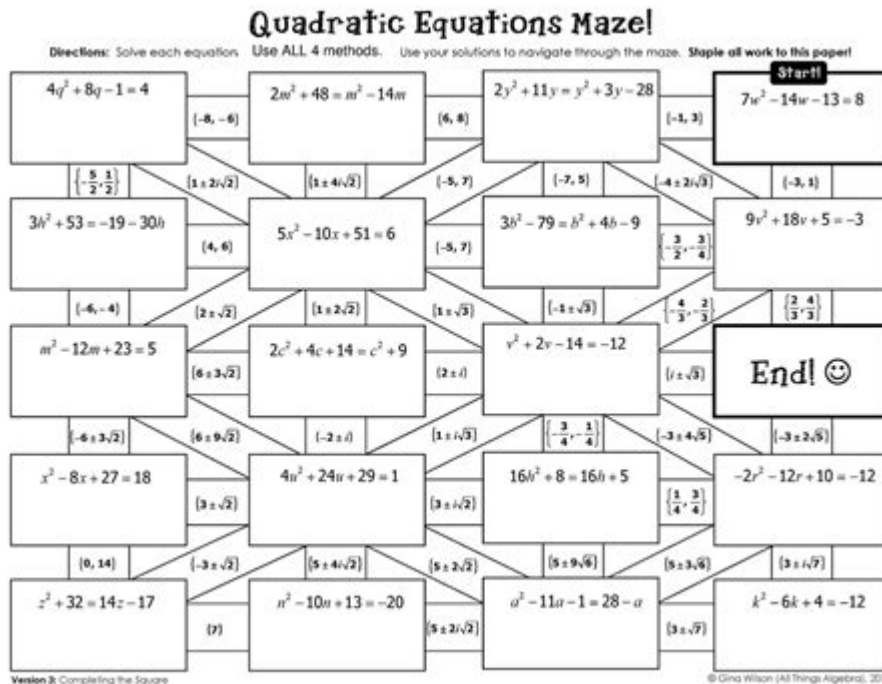 Quadratic Equations Maze!
Directions: Solve each equation. Use ALL 4 methods. Use your solutions to navigate through the maze. Staple all work to this paper!
Start!
4q² + 8q − 1 = 4
{−8, −6}
2m² + 48 = m² − 14m
{6, 8}
2y² + 11y = y² + 3y − 28
{−1, 3}
7w² − 14w − 13 = 8
{−5/2, 1/2}
{1 ± 2i√2}
{1 ± 4i√2}
{−5, 7}
{−7, 5}
{−4 ± 2i√3}
{−3, 1}
3h² + 53 = −19 − 30h
{4, 6}
5x² − 10x + 51 = 6
{−5, 7}
3b² − 79 = b² + 4b − 9
{−3/2, −3/4}
9v² + 18v + 5 = −3
{−6, −4}
{2 ± √2}
{1 ± 2√2}
{1 ± √3}
{−1 ± √3}
{−4/3, −2/3}
{2/3, 4/3}
m² − 12m + 23 = 5
{6 ± 3√2}
2c² + 4c + 14 = c² + 9
{2 ± i}
v² + 2v − 14 = −12
{i ± √3}
End! ☺
{−6 ± 3√2}
{6 ± 9√2}
{−2 ± i}
{1 ± i√3}
{−3/4, −1/4}
{−3 ± 4√5}
{−3 ± 2√5}
x² − 8x + 27 = 18
{3 ± √2}
4u² + 24u + 29 = 1
{3 ± i√2}
16h² + 8 = 16h + 5
{1/4, 3/4}
−2r² − 12r + 10 = −12
{0, 14}
{−3 ± √2}
{5 ± 4i√2}
{5 ± 2√2}
{5 ± 9√6}
{5 ± 3√6}
{3 ± i√7}
z² + 32 = 14z − 17
{7}
n² − 10n + 13 = −20
{5 ± 2i√2}
a² − 11a − 1 = 28 − a
{3 ± √7}
k² − 6k + 4 = −12
Version 3: Completing the Square
© Gina Wilson (All Things Algebra), 20